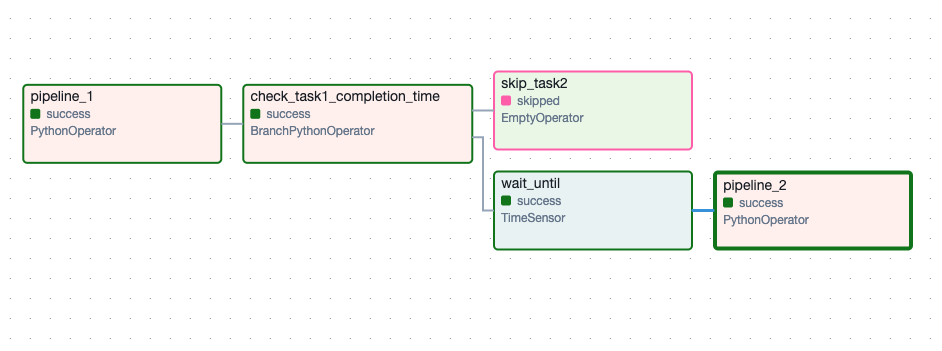 pipeline_1
success
PythonOperator
check_task1_completion_time
success
BranchPythonOperator
skip_task2
skipped
EmptyOperator
wait_until
success
TimeSensor
pipeline_2
success
PythonOperator